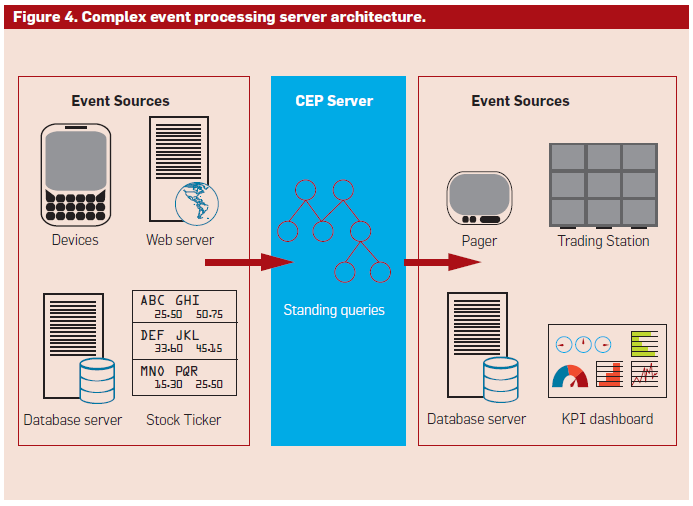 Figure 4. Complex event processing server architecture.
Event Sources
Devices
Web server
Database server
ABC GHI
25.50 50.75
DEF JKL
33.60 45.15
MNO PQR
15.30 25.50
Stock Ticker
CEP Server
Standing queries
Event Sources
Pager
Trading Station
Database server
KPI dashboard